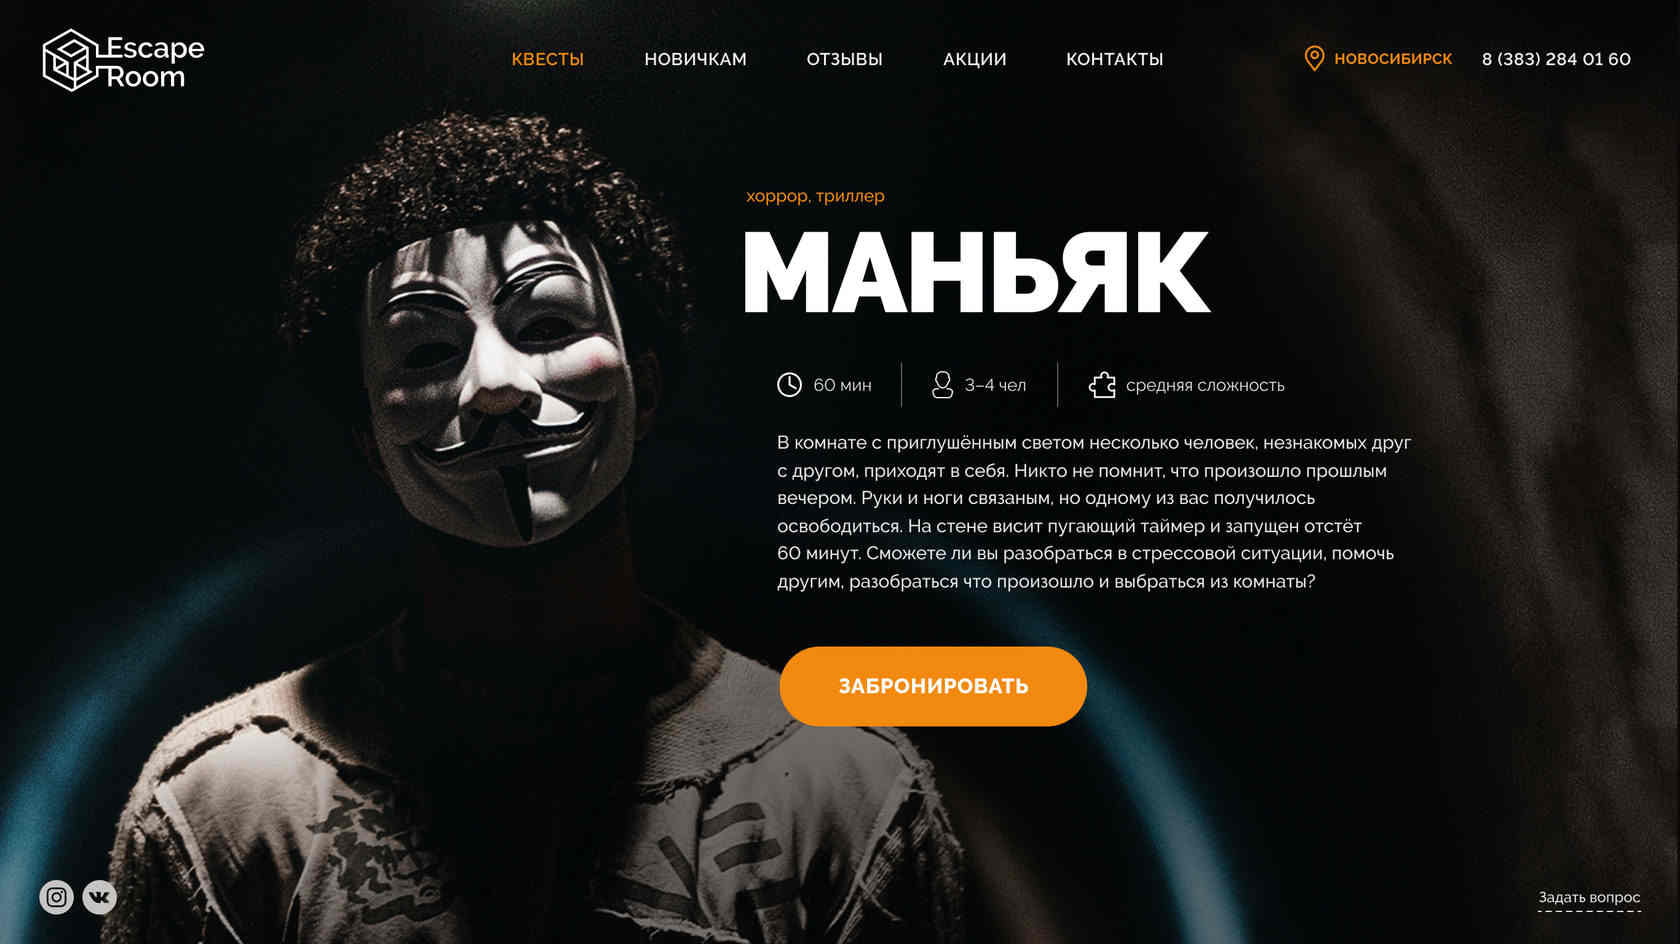 Escape
Room
КВЕСТЫ
НОВИЧКАМ
ОТЗЫВЫ
АКЦИИ
КОНТАКТЫ
НОВОСИБИРСК
8 (383) 284 01 60
хоррор, триллер
МАНЬЯК
60 мин
3–4 чел
средняя сложность
В комнате с приглушённым светом несколько человек, незнакомых друг
с другом, приходят в себя. Никто не помнит, что произошло прошлым
вечером. Руки и ноги связаным, но одному из вас получилось
освободиться. На стене висит пугающий таймер и запущен отстёт
60 минут. Сможете ли вы разобраться в стрессовой ситуации, помочь
другим, разобраться что произошло и выбраться из комнаты?
ЗАБРОНИРОВАТЬ
Задать вопрос